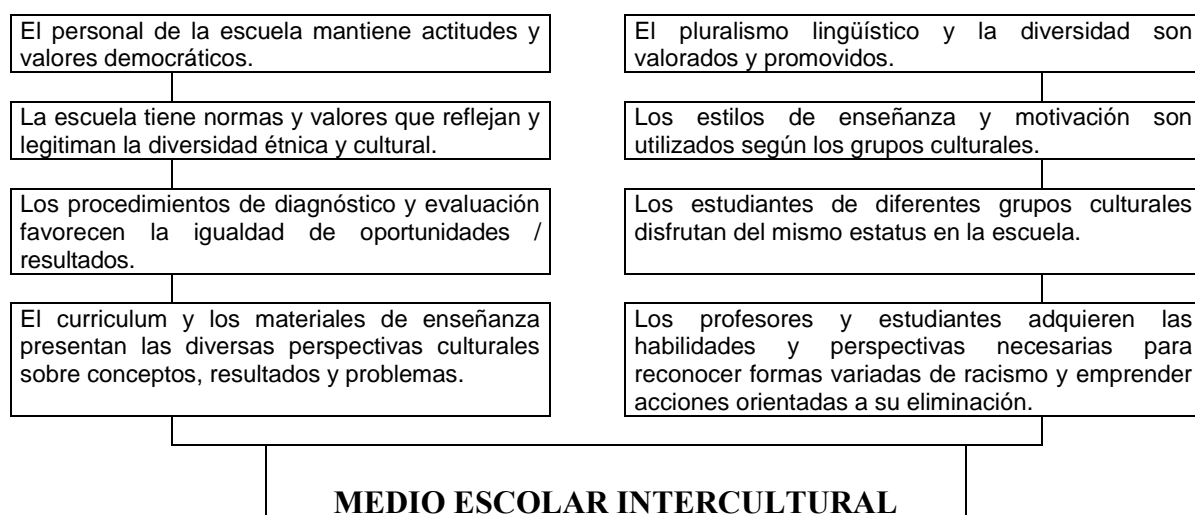 El personal de la escuela mantiene actitudes y
valores democráticos.
La escuela tiene normas y valores que reflejan y
legitiman la diversidad étnica y cultural.
Los procedimientos de diagnóstico y evaluación
favorecen la igualdad de oportunidades /
resultados.
El curriculum y los materiales de enseñanza
presentan las diversas perspectivas culturales
sobre conceptos, resultados y problemas.
El pluralismo lingüístico y la diversidad son
valorados y promovidos.
Los estilos de enseñanza y motivación son
utilizados según los grupos culturales.
Los estudiantes de diferentes grupos culturales
disfrutan del mismo estatus en la escuela.
Los profesores y estudiantes adquieren las
habilidades y perspectivas necesarias para
reconocer formas variadas de racismo y emprender
acciones orientadas a su eliminación.
MEDIO ESCOLAR INTERCULTURAL